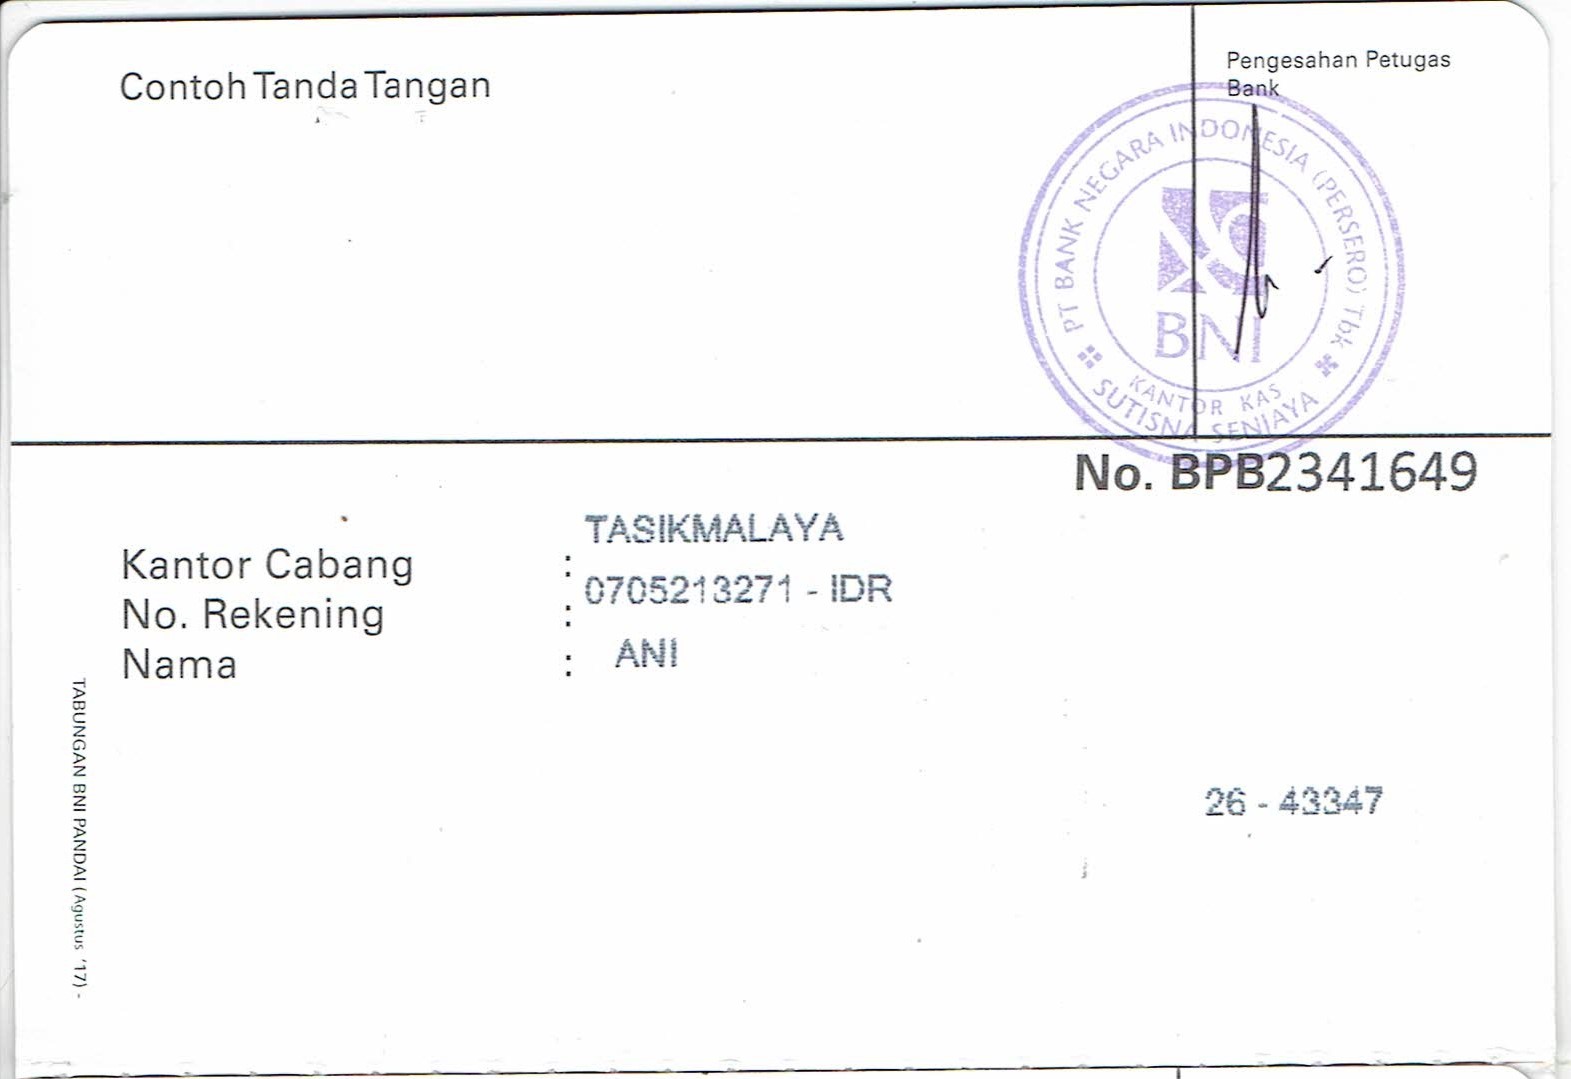 Contoh Tanda Tangan
Pengesahan Petugas
Bank
PT BANK NEGARA INDONESIA (PERSERO) Tbk
BNI
KANTOR KAS
SUTISNA SENJAYA
No. BPB2341649
TASIKMALAYA
Kantor Cabang :
0705213271 - IDR
No. Rekening :
ANI
Nama :
26 - 43347
TABUNGAN BNI PANDAI (Agustus '17) -